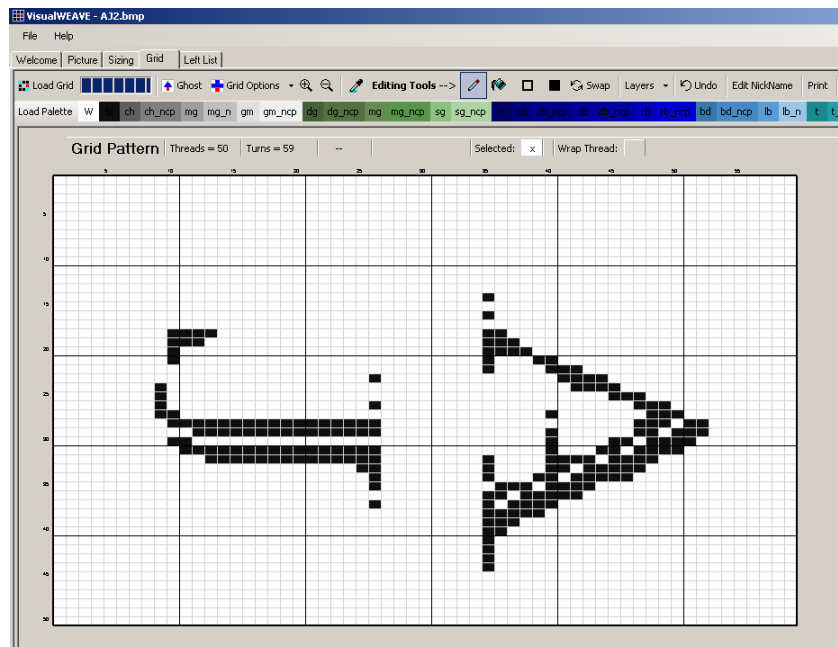 VisualWEAVE - AJ2.bmp
File Help
Welcome Picture Sizing Grid Left List
Load Grid Ghost Grid Options Editing Tools --> Swap Layers Undo Edit NickName Print
Load Palette W ch ch_ncp mg mg_n gm gm_ncp dg dg_ncp mg mg_ncp sg sg_ncp bd bd_ncp lb lb_n t t_
Grid Pattern Threads = 50 Turns = 59 -- Selected: x Wrap Thread:
5 10 15 20 25 30 35 40 45 50 55
5
10
15
20
25
30
35
40
45
50